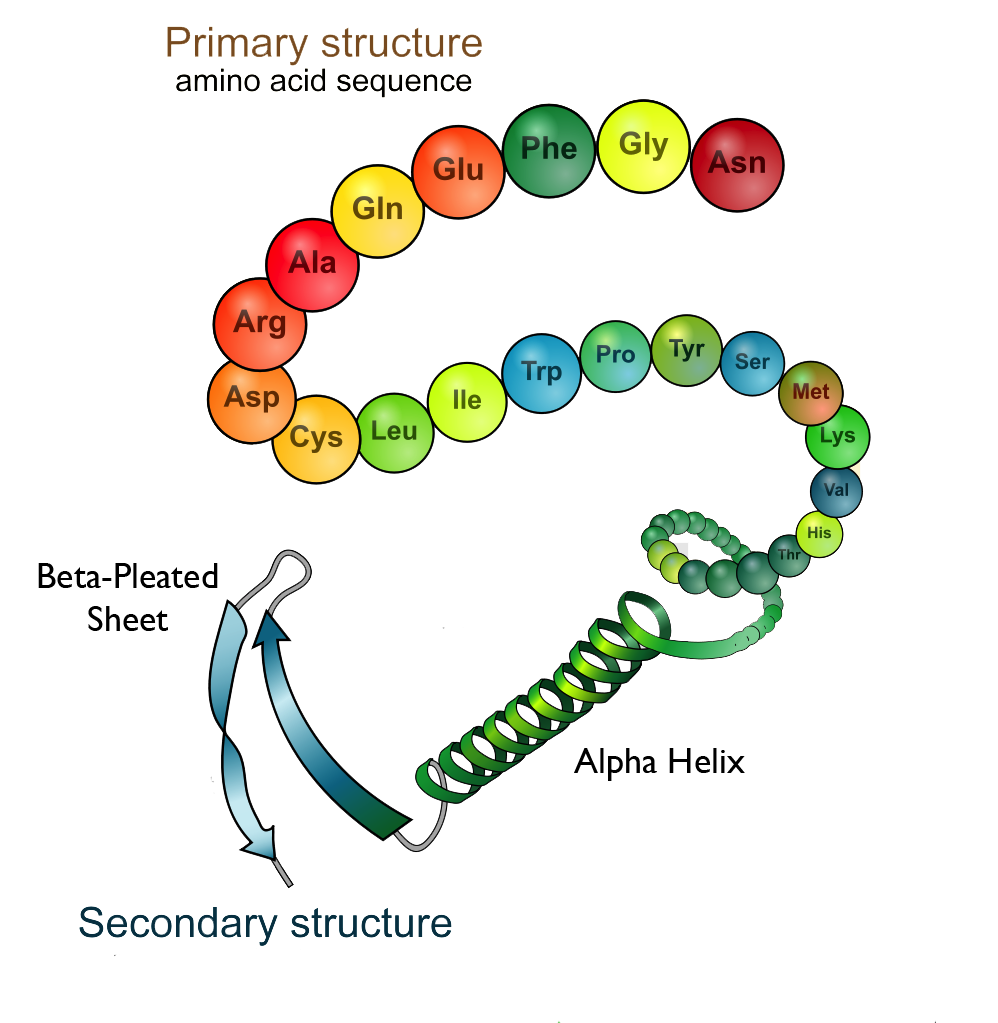 Primary structure
amino acid sequence
Asn
Gly
Phe
Glu
Gln
Ala
Arg
Asp
Cys
Leu
Ile
Trp
Pro
Tyr
Ser
Met
Lys
Val
His
Thr
Beta-Pleated
Sheet
Alpha Helix
Secondary structure